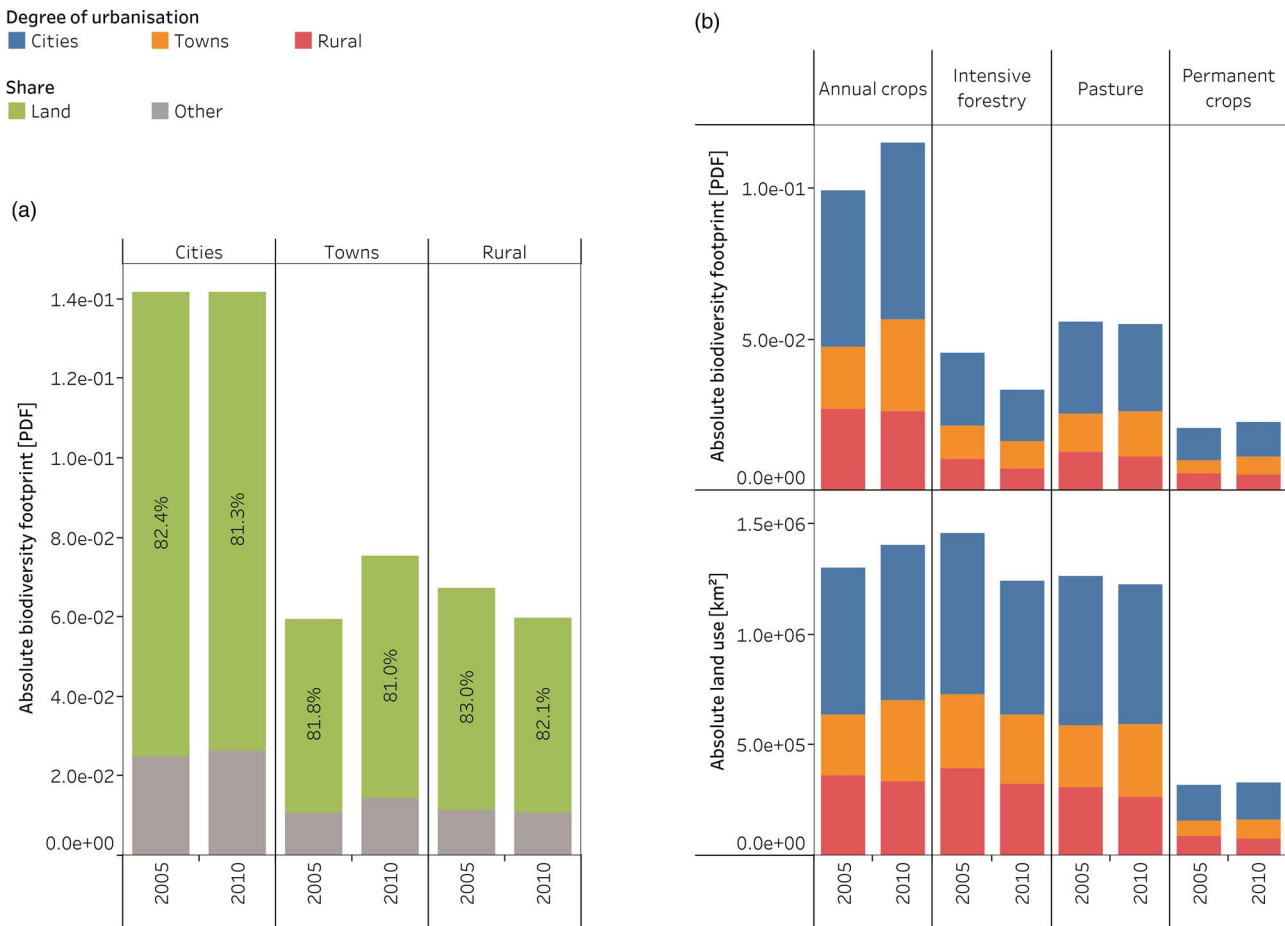 Degree of urbanisation
Cities Towns Rural
Share
Land Other
(a)
Cities Towns Rural
Absolute biodiversity footprint [PDF]
1.4e-01
1.2e-01
1.0e-01
8.0e-02
6.0e-02
4.0e-02
2.0e-02
0.0e+00
82.4%
81.3%
81.8%
81.0%
83.0%
82.1%
2005 2010 2005 2010 2005 2010
(b)
Annual crops
Intensive
forestry
Pasture
Permanent
crops
Absolute biodiversity footprint [PDF]
1.0e-01
5.0e-02
0.0e+00
Absolute land use [km²]
1.5e+06
1.0e+06
5.0e+05
0.0e+00
2005 2010 2005 2010 2005 2010 2005 2010